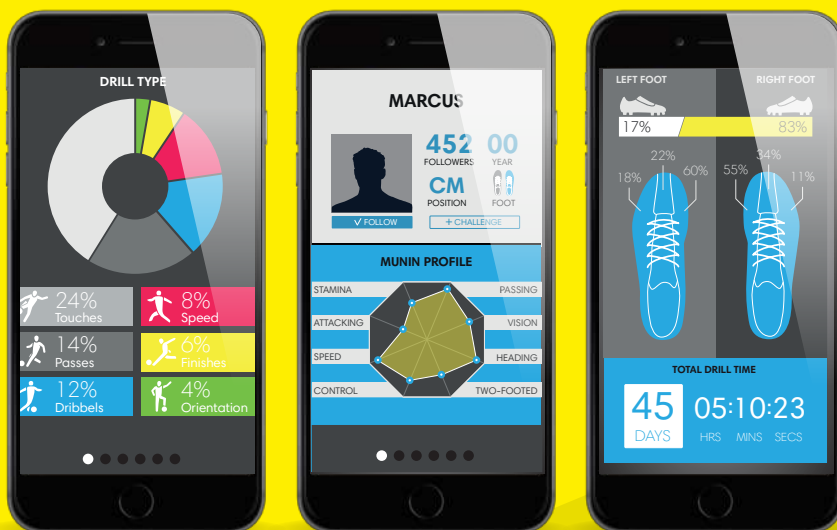 DRILL TYPE
24%
Touches
8%
Speed
14%
Passes
6%
Finishes
12%
Dribbels
4%
Orientation
MARCUS
452
FOLLOWERS
00
YEAR
CM
POSITION
FOOT
✓ FOLLOW
+ CHALLENGE
MUNIN PROFILE
STAMINA
PASSING
ATTACKING
VISION
SPEED
HEADING
CONTROL
TWO-FOOTED
LEFT FOOT
RIGHT FOOT
17%
83%
18%
22%
60%
55%
34%
11%
TOTAL DRILL TIME
45
DAYS
05:10:23
HRS MINS SECS